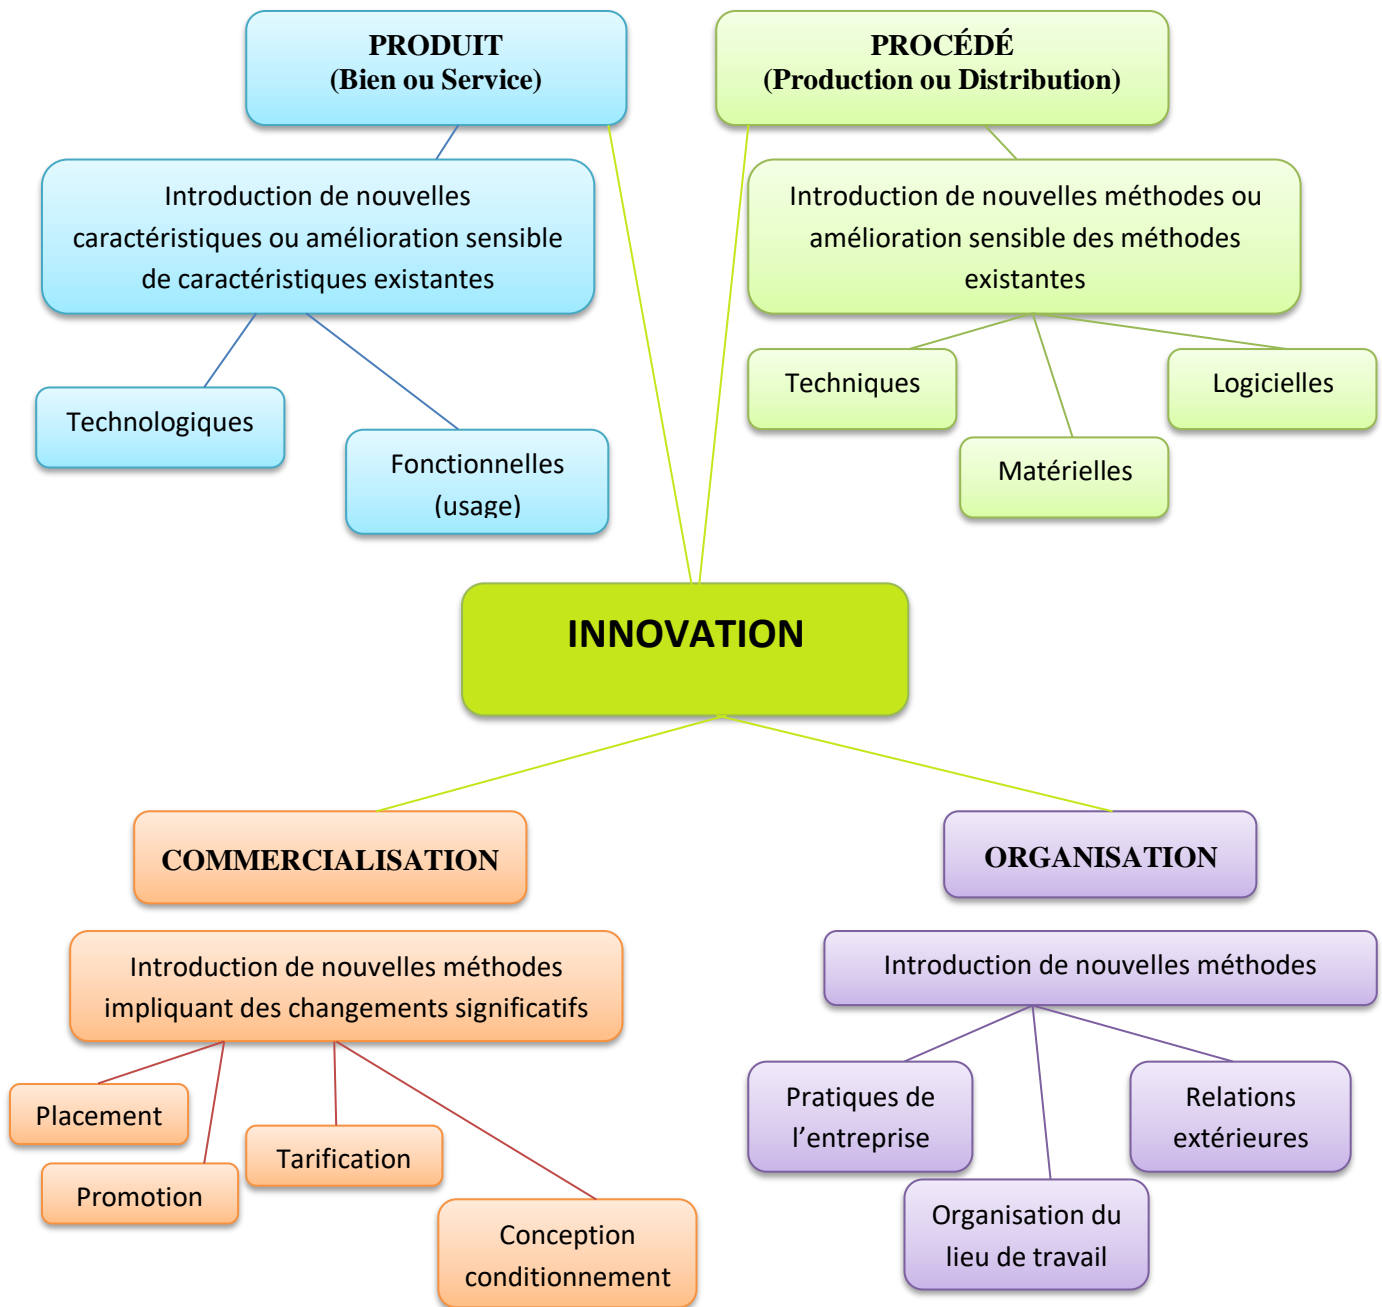 PRODUIT
(Bien ou Service)
PROCÉDÉ
(Production ou Distribution)
Introduction de nouvelles
caractéristiques ou amélioration sensible
de caractéristiques existantes
Introduction de nouvelles méthodes ou
amélioration sensible des méthodes
existantes
Technologiques
Fonctionnelles
(usage)
Techniques
Matérielles
Logicielles
INNOVATION
COMMERCIALISATION
ORGANISATION
Introduction de nouvelles méthodes
impliquant des changements significatifs
Introduction de nouvelles méthodes
Placement
Promotion
Tarification
Conception
conditionnement
Pratiques de
l’entreprise
Organisation du
lieu de travail
Relations
extérieures